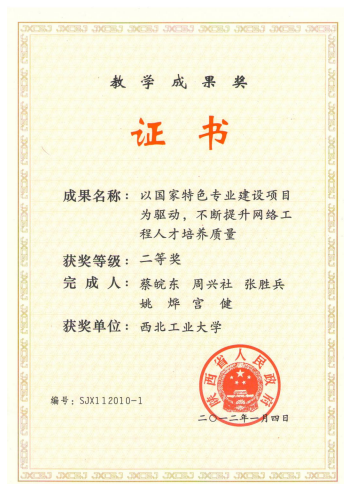 教学成果奖
证书
成果名称：以国家特色专业建设项目
为驱动，不断提升网络工
程人才培养质量
获奖等级：二等奖
完成人：蔡皖东 周兴社 张胜兵
姚烨 宫健
获奖单位：西北工业大学
陕西省人民政府
编号：SJX112010-1
二〇一二年一月四日